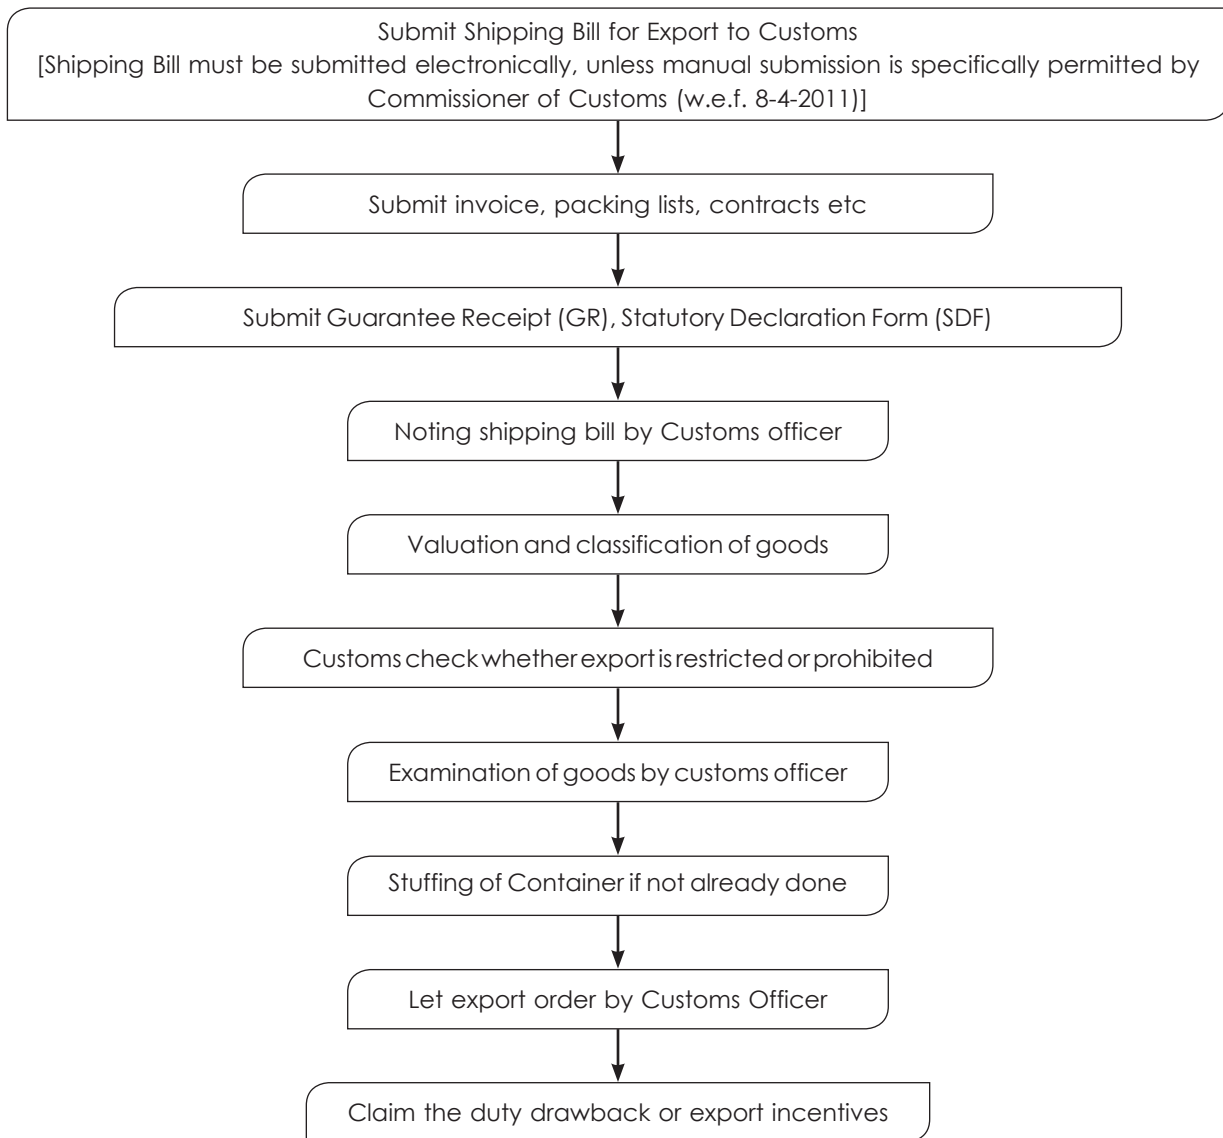 Submit Shipping Bill for Export to Customs
[Shipping Bill must be submitted electronically, unless manual submission is specifically permitted by
Commissioner of Customs (w.e.f. 8-4-2011)]
Submit invoice, packing lists, contracts etc
Submit Guarantee Receipt (GR), Statutory Declaration Form (SDF)
Noting shipping bill by Customs officer
Valuation and classification of goods
Customs check whether export is restricted or prohibited
Examination of goods by customs officer
Stuffing of Container if not already done
Let export order by Customs Officer
Claim the duty drawback or export incentives